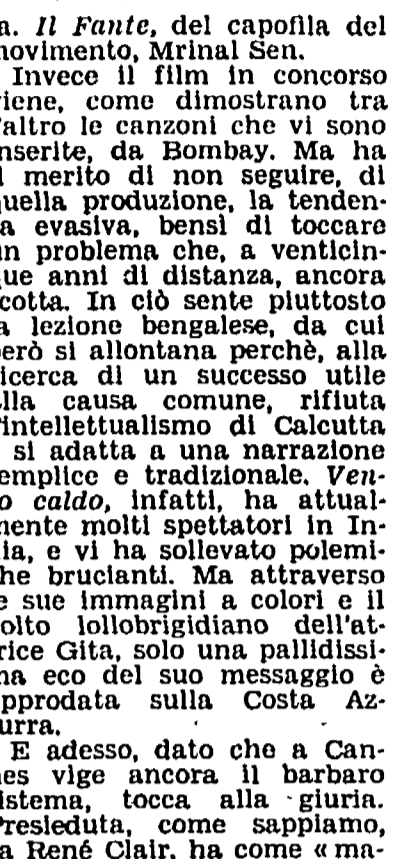 a. Il Fante, del capofila del
movimento, Mrinal Sen.
Invece il film in concorso
viene, come dimostrano tra
l'altro le canzoni che vi sono
inserite, da Bombay. Ma ha
il merito di non seguire, di
quella produzione, la tenden-
za evasiva, bensì di toccare
un problema che, a venticin-
que anni di distanza, ancora
scotta. In ciò sente piuttosto
la lezione bengalese, da cui
però si allontana perchè, alla
ricerca di un successo utile
alla causa comune, rifiuta
l'intellettualismo di Calcutta
e si adatta a una narrazione
semplice e tradizionale. Ven-
to caldo, infatti, ha attual-
mente molti spettatori in In-
dia, e vi ha sollevato polemi-
che brucianti. Ma attraverso
le sue immagini a colori e il
volto lollobrigidiano dell'at-
trice Gita, solo una pallidissi-
ma eco del suo messaggio è
approdata sulla Costa Az-
zurra.
E adesso, dato che a Can-
nes vige ancora il barbaro
sistema, tocca alla giuria.
Presieduta, come sappiamo,
da René Clair, ha come « ma-